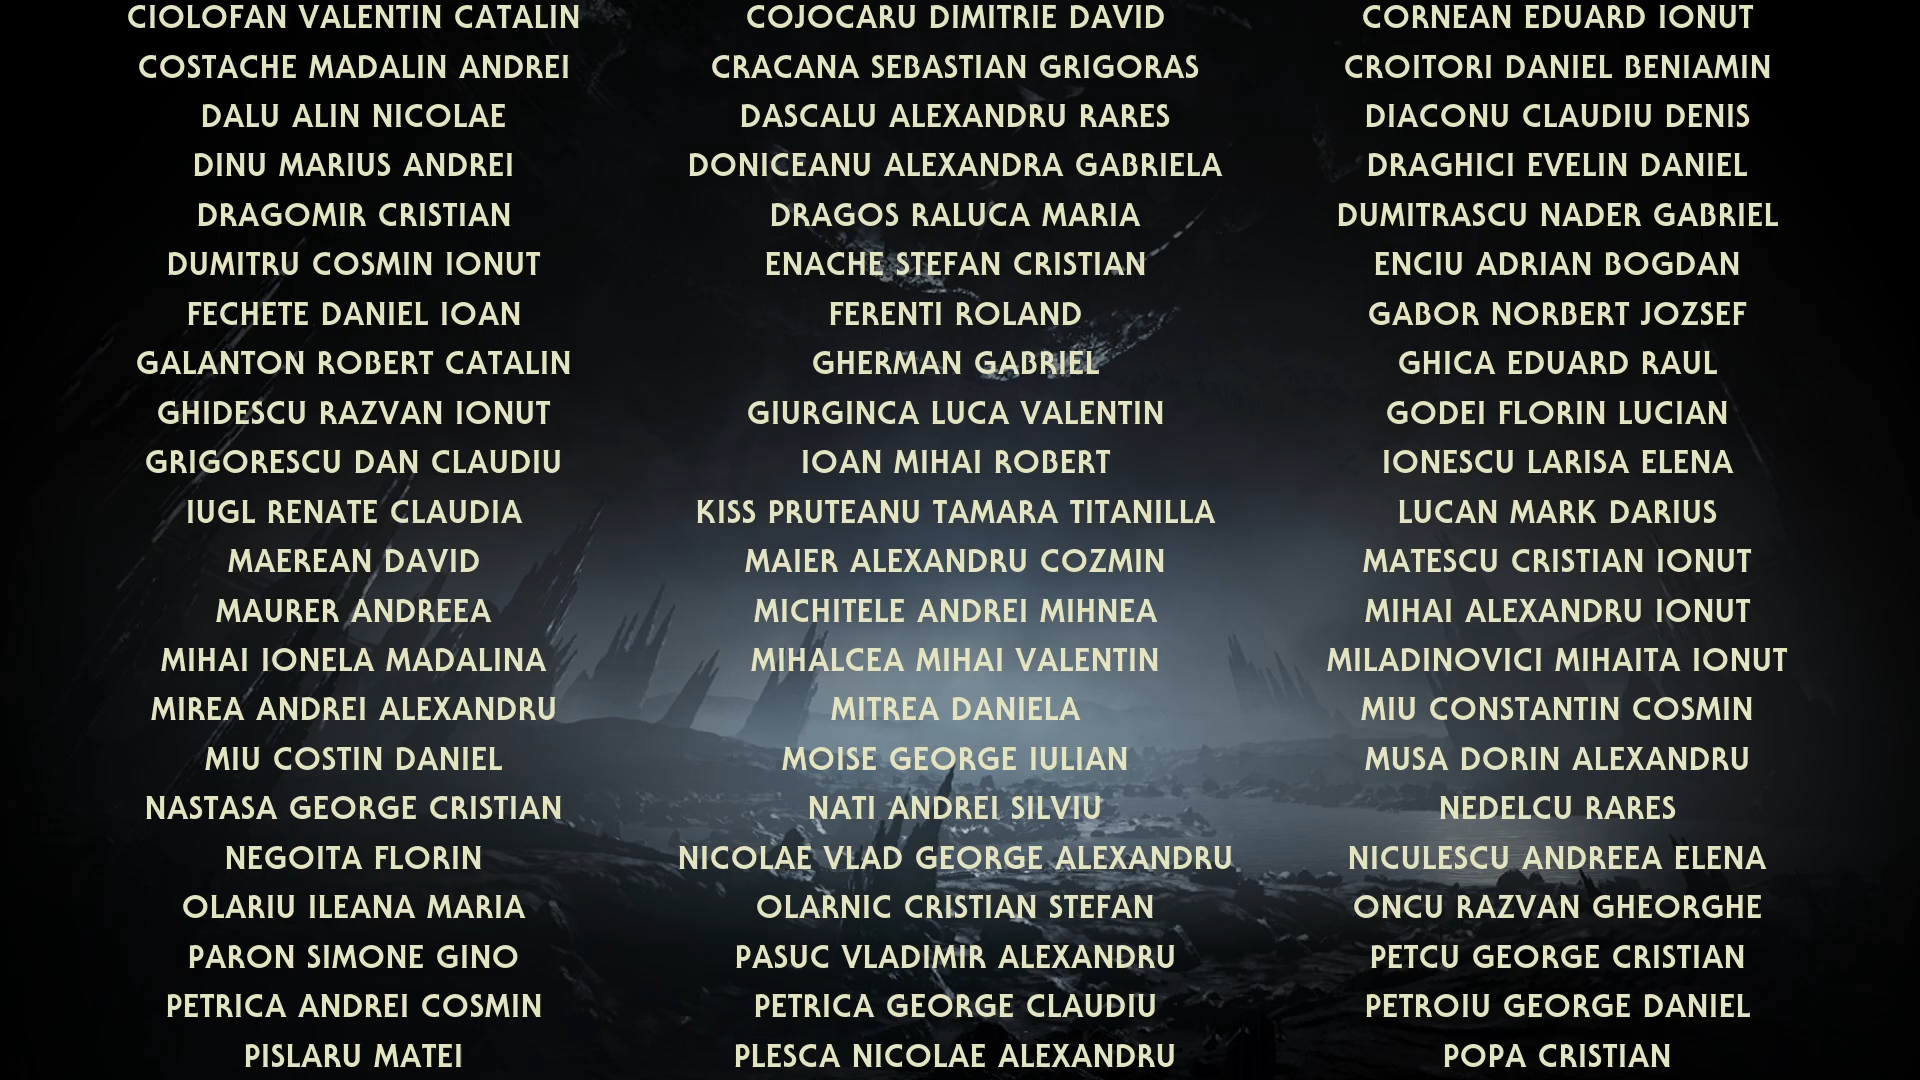 CIOLOFAN VALENTIN CATALIN COJOCARU DIMITRIE DAVID CORNEAN EDUARD IONUT
COSTACHE MADALIN ANDREI CRACANA SEBASTIAN GRIGORAS CROITORI DANIEL BENIAMIN
DALU ALIN NICOLAE DASCALU ALEXANDRU RARES DIACONU CLAUDIU DENIS
DINU MARIUS ANDREI DONICEANU ALEXANDRA GABRIELA DRAGHICI EVELIN DANIEL
DRAGOMIR CRISTIAN DRAGOS RALUCA MARIA DUMITRASCU NADER GABRIEL
DUMITRU COSMIN IONUT ENACHE STEFAN CRISTIAN ENCIU ADRIAN BOGDAN
FECHETE DANIEL IOAN FERENTI ROLAND GABOR NORBERT JOZSEF
GALANTON ROBERT CATALIN GHERMAN GABRIEL GHICA EDUARD RAUL
GHIDESCU RAZVAN IONUT GIURGINCA LUCA VALENTIN GODEI FLORIN LUCIAN
GRIGORESCU DAN CLAUDIU IOAN MIHAI ROBERT IONESCU LARISA ELENA
IUGL RENATE CLAUDIA KISS PRUTEANU TAMARA TITANILLA LUCAN MARK DARIUS
MAEREAN DAVID MAIER ALEXANDRU COZMIN MATESCU CRISTIAN IONUT
MAURER ANDREEA MICHITELE ANDREI MIHNEA MIHAI ALEXANDRU IONUT
MIHAI IONELA MADALINA MIHALCEA MIHAI VALENTIN MILADINOVICI MIHAITA IONUT
MIREA ANDREI ALEXANDRU MITREA DANIELA MIU CONSTANTIN COSMIN
MIU COSTIN DANIEL MOISE GEORGE IULIAN MUSA DORIN ALEXANDRU
NASTASA GEORGE CRISTIAN NATI ANDREI SILVIU NEDELCU RARES
NEGOITA FLORIN NICOLAE VLAD GEORGE ALEXANDRU NICULESCU ANDREEA ELENA
OLARIU ILEANA MARIA OLARNIC CRISTIAN STEFAN ONCU RAZVAN GHEORGHE
PARON SIMONE GINO PASUC VLADIMIR ALEXANDRU PETCU GEORGE CRISTIAN
PETRICA ANDREI COSMIN PETRICA GEORGE CLAUDIU PETROIU GEORGE DANIEL
PISLARU MATEI PLESCA NICOLAE ALEXANDRU POPA CRISTIAN